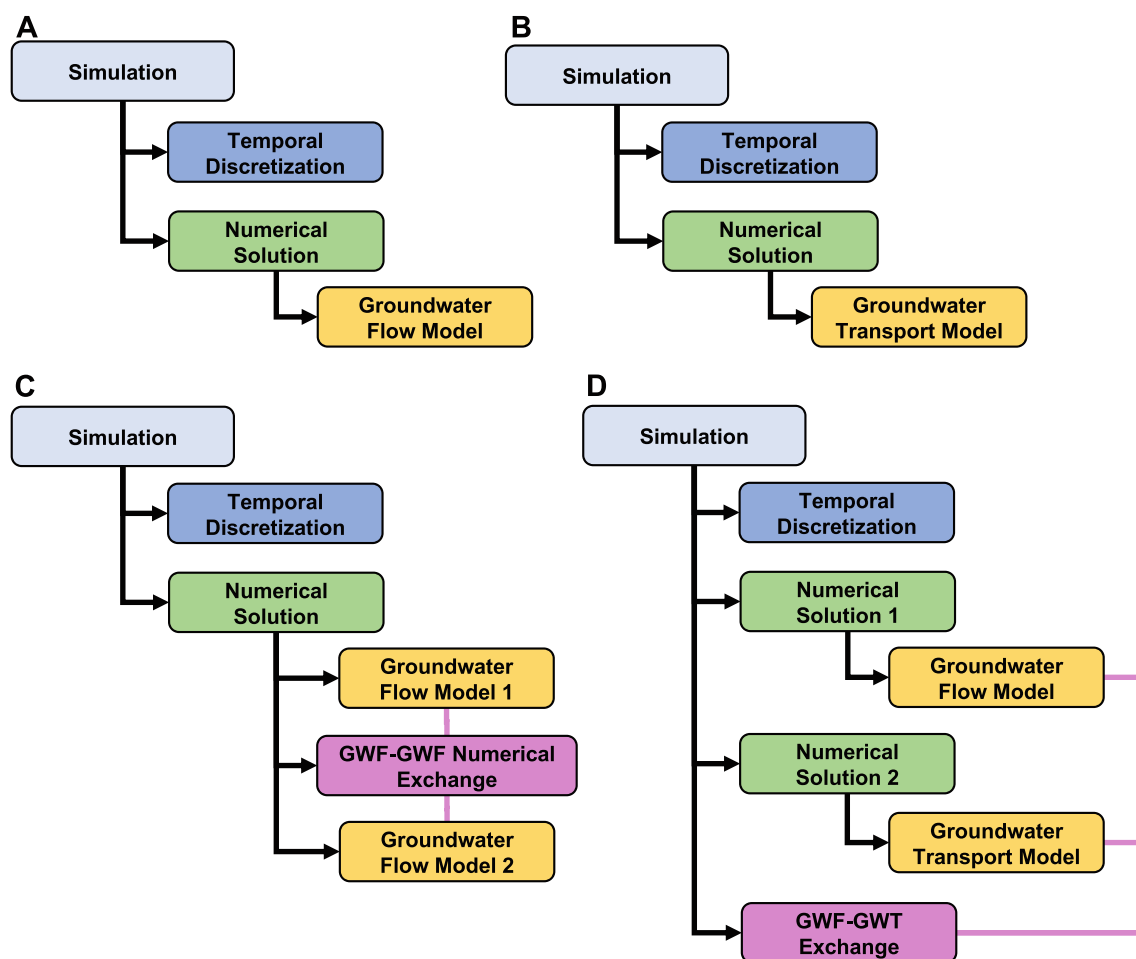 A
Simulation
Temporal
Discretization
Numerical
Solution
Groundwater
Flow Model
B
Simulation
Temporal
Discretization
Numerical
Solution
Groundwater
Transport Model
C
Simulation
Temporal
Discretization
Numerical
Solution
Groundwater
Flow Model 1
GWF-GWF Numerical
Exchange
Groundwater
Flow Model 2
D
Simulation
Temporal
Discretization
Numerical
Solution 1
Groundwater
Flow Model
Numerical
Solution 2
Groundwater
Transport Model
GWF-GWT
Exchange